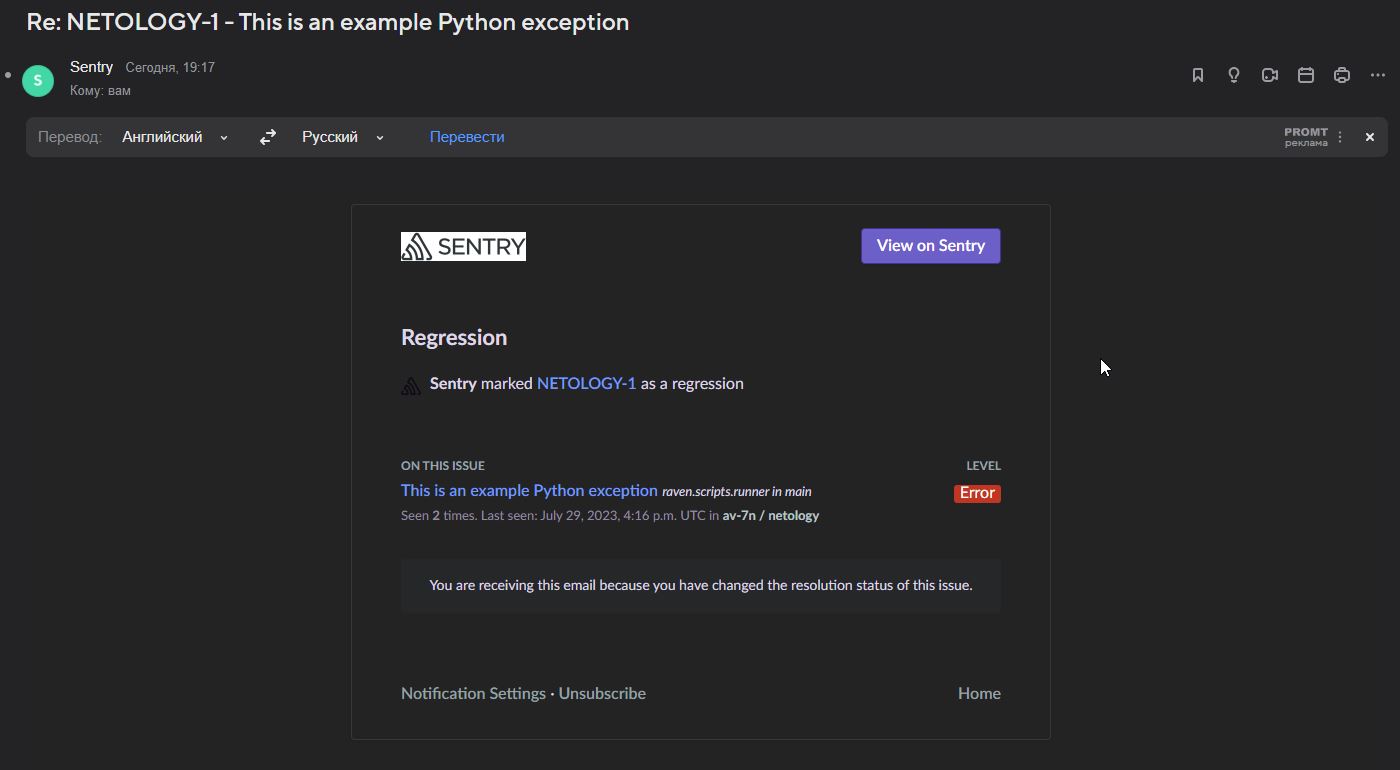 Re: NETOLOGY-1 - This is an example Python exception
S
Sentry Сегодня, 19:17
Кому: вам
Перевод: Английский Русский Перевести
PROMT
реклама
SENTRY
View on Sentry
Regression
Sentry marked NETOLOGY-1 as a regression
ON THIS ISSUE LEVEL
This is an example Python exception raven.scripts.runner in main Error
Seen 2 times. Last seen: July 29, 2023, 4:16 p.m. UTC in av-7n / netology
You are receiving this email because you have changed the resolution status of this issue.
Notification Settings · Unsubscribe Home